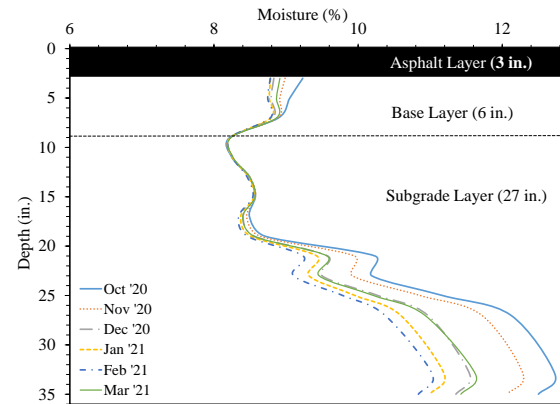 Moisture (%)
6 8 10 12
0
Asphalt Layer (3 in.)
5
Base Layer (6 in.)
10
15
Subgrade Layer (27 in.)
20
25
30
35
Depth (in.)
Oct '20
Nov '20
Dec '20
Jan '21
Feb '21
Mar '21